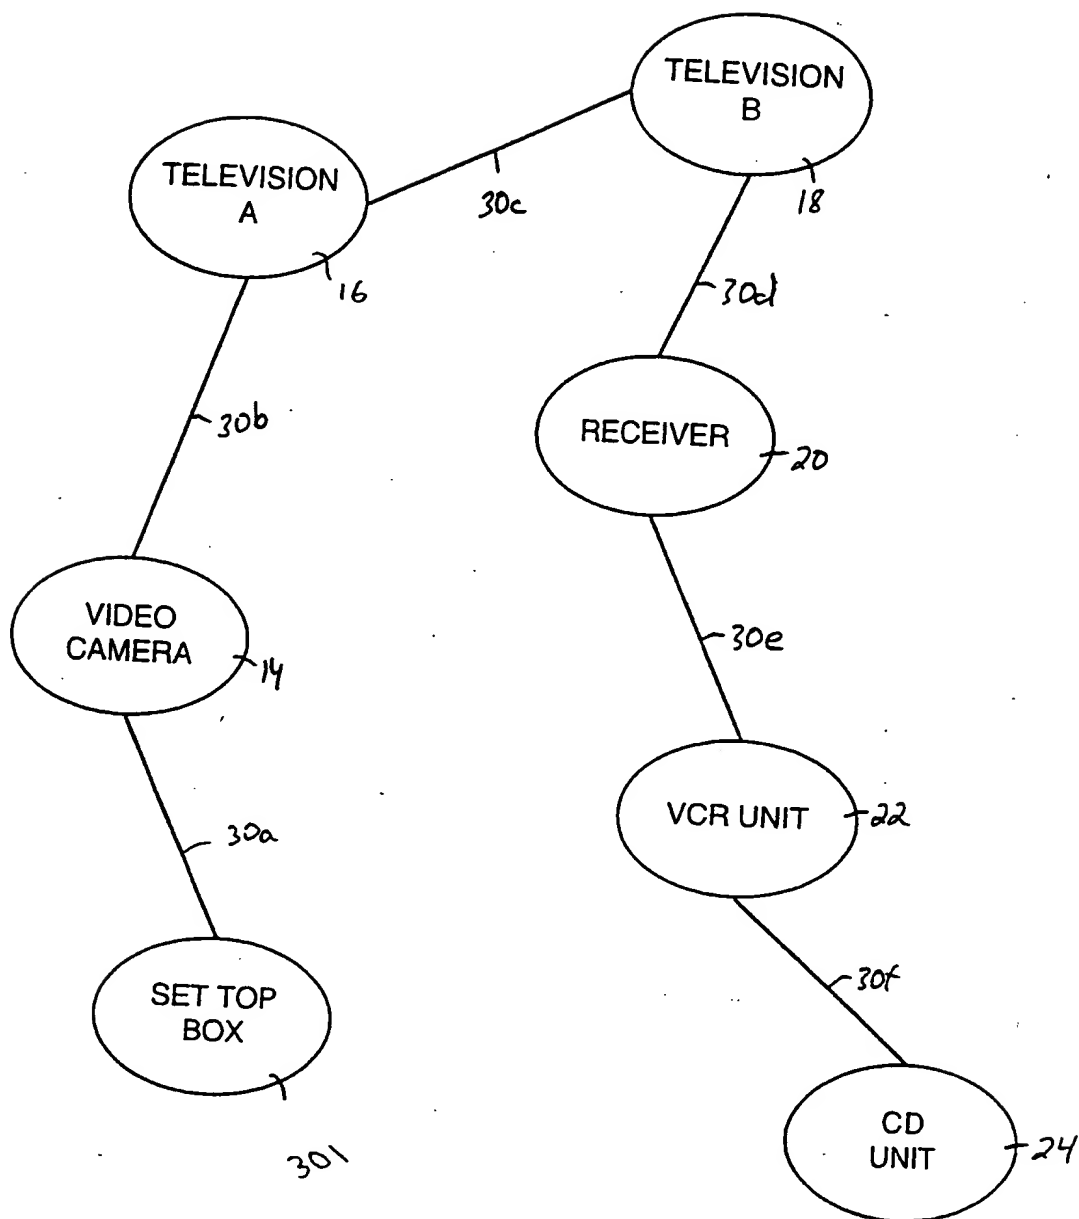 TELEVISION
B
18
TELEVISION
A
16
30c
30d
30b
RECEIVER
20
VIDEO
CAMERA
14
30e
30a
VCR UNIT
22
SET TOP
BOX
301
30f
CD
UNIT
24